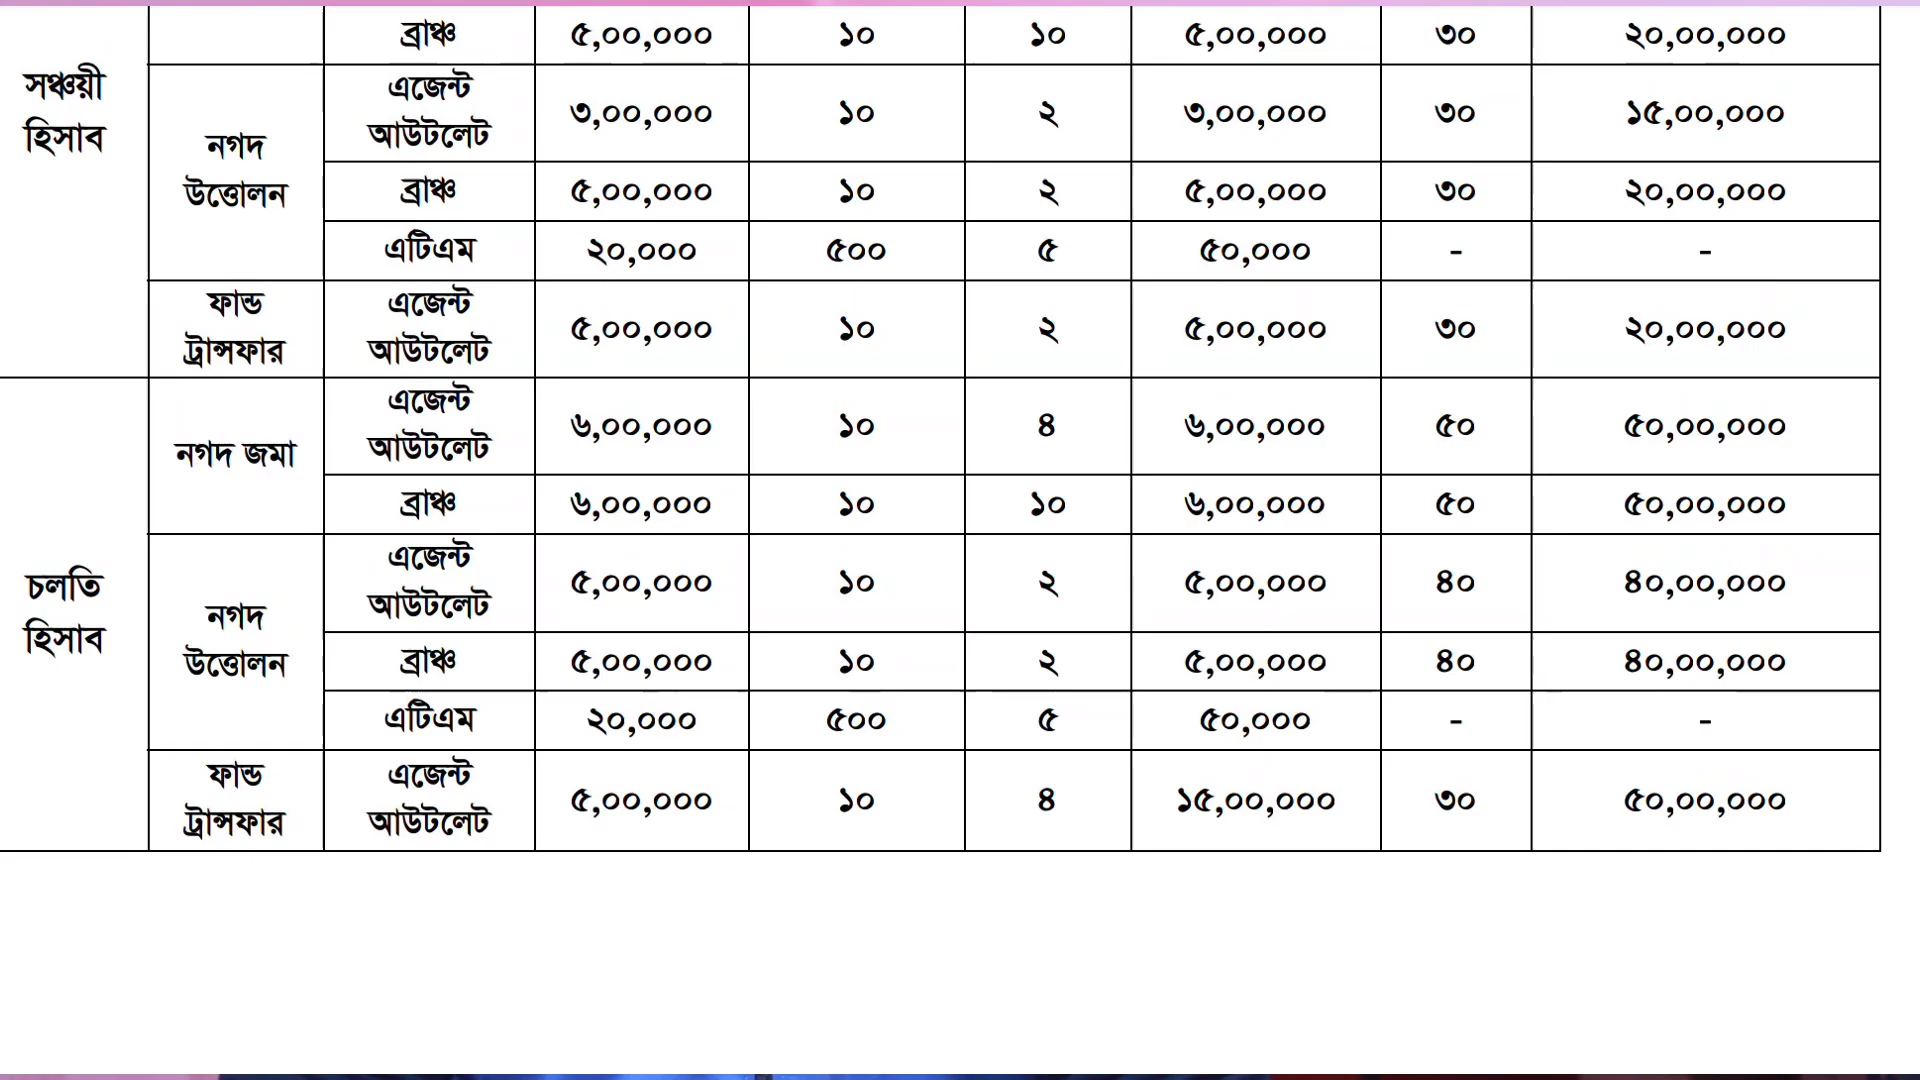 ব্রাঞ্চ ৫,০০,০০০ ১০ ১০ ৫,০০,০০০ ৩০ ২০,০০,০০০
সঞ্চয়ী
হিসাব
নগদ
উত্তোলন
এজেন্ট
আউটলেট
৩,০০,০০০ ১০ ২ ৩,০০,০০০ ৩০ ১৫,০০,০০০
ব্রাঞ্চ ৫,০০,০০০ ১০ ২ ৫,০০,০০০ ৩০ ২০,০০,০০০
এটিএম ২০,০০০ ৫০০ ৫ ৫০,০০০ - -
ফান্ড
ট্রান্সফার
এজেন্ট
আউটলেট
৫,০০,০০০ ১০ ২ ৫,০০,০০০ ৩০ ২০,০০,০০০
চলতি
হিসাব
নগদ জমা
এজেন্ট
আউটলেট
৬,০০,০০০ ১০ ৪ ৬,০০,০০০ ৫০ ৫০,০০,০০০
ব্রাঞ্চ ৬,০০,০০০ ১০ ১০ ৬,০০,০০০ ৫০ ৫০,০০,০০০
নগদ
উত্তোলন
এজেন্ট
আউটলেট
৫,০০,০০০ ১০ ২ ৫,০০,০০০ ৪০ ৪০,০০,০০০
ব্রাঞ্চ ৫,০০,০০০ ১০ ২ ৫,০০,০০০ ৪০ ৪০,০০,০০০
এটিএম ২০,০০০ ৫০০ ৫ ৫০,০০০ - -
ফান্ড
ট্রান্সফার
এজেন্ট
আউটলেট
৫,০০,০০০ ১০ ৪ ১৫,০০,০০০ ৩০ ৫০,০০,০০০